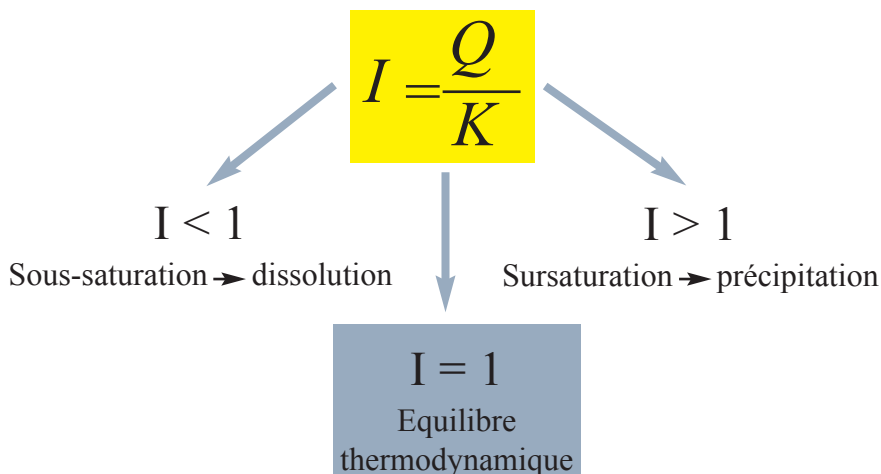 I = Q/K
I < 1
Sous-saturation → dissolution
I > 1
Sursaturation → précipitation
I = 1
Equilibre
thermodynamique